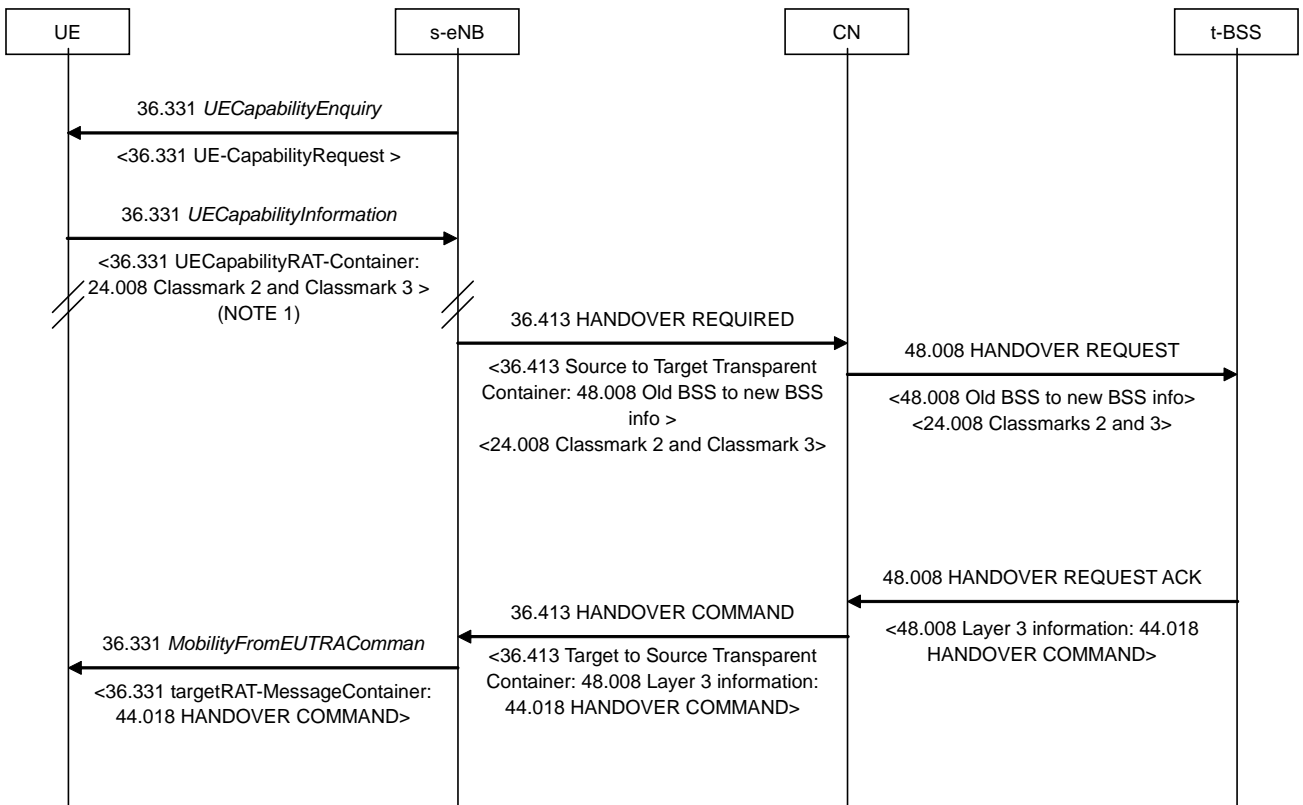 UE
s-eNB
CN
t-BSS
36.331 UECapabilityEnquiry
<36.331 UE-CapabilityRequest >
36.331 UECapabilityInformation
<36.331 UECapabilityRAT-Container:
24.008 Classmark 2 and Classmark 3 >
(NOTE 1)
36.413 HANDOVER REQUIRED
<36.413 Source to Target Transparent
Container: 48.008 Old BSS to new BSS
info >
<24.008 Classmark 2 and Classmark 3>
48.008 HANDOVER REQUEST
<48.008 Old BSS to new BSS info>
<24.008 Classmarks 2 and 3>
48.008 HANDOVER REQUEST ACK
<48.008 Layer 3 information: 44.018
HANDOVER COMMAND>
36.413 HANDOVER COMMAND
<36.413 Target to Source Transparent
Container: 48.008 Layer 3 information:
44.018 HANDOVER COMMAND>
36.331 MobilityFromEUTRAComman
<36.331 targetRAT-MessageContainer:
44.018 HANDOVER COMMAND>